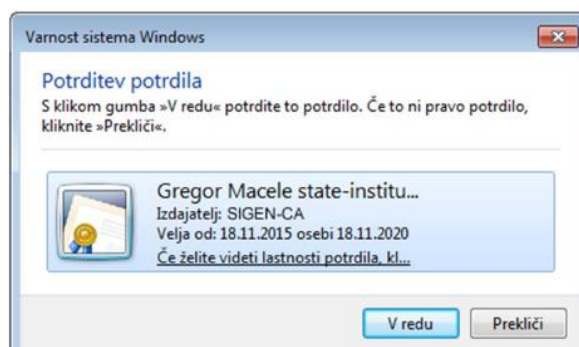 Varnost sistema Windows
Potrditev potrdila
S klikom gumba »V redu« potrdite to potrdilo. Če to ni pravo potrdilo,
kliknite »Prekliči«.
Gregor Macele state-institu...
Izdajatelj: SIGEN-CA
Velja od: 18.11.2015 osebi 18.11.2020
Če želite videti lastnosti potrdila, kl...
V redu
Prekliči